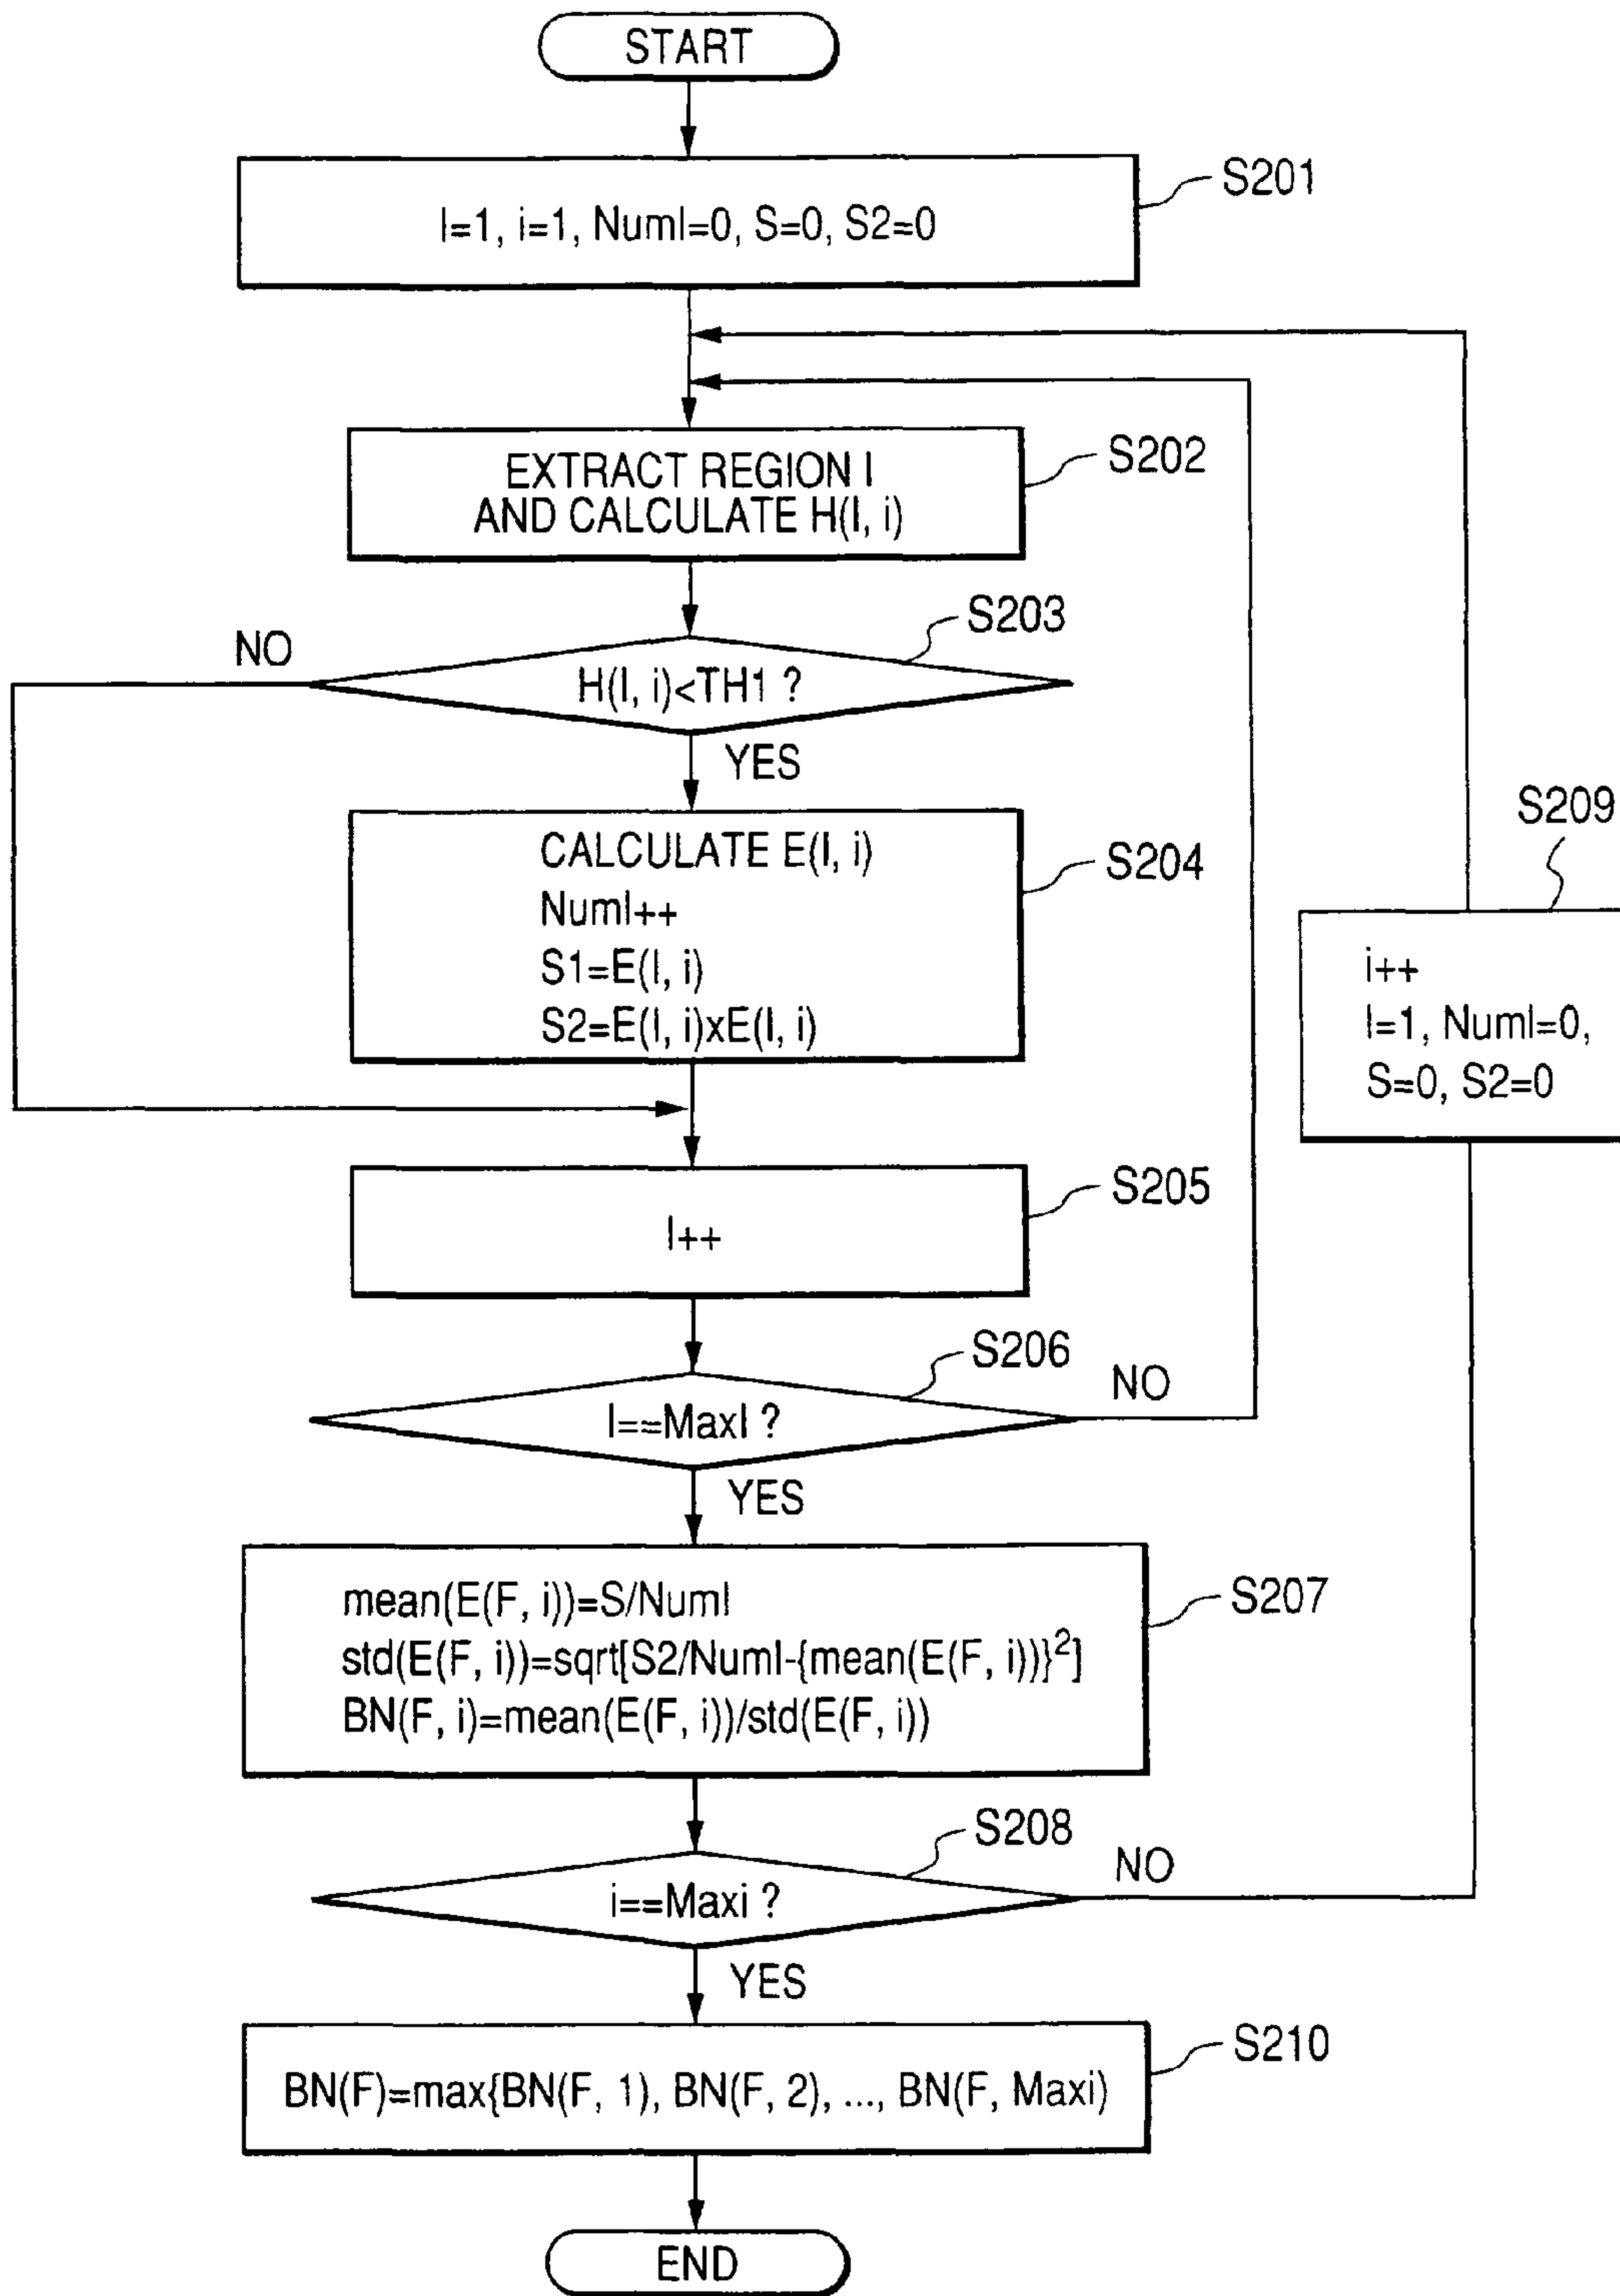 START
S201
I=1, i=1, NumI=0, S=0, S2=0
S202
EXTRACT REGION I
AND CALCULATE H(I, i)
S203
NO
H(I, i)<TH1 ?
YES
S204
CALCULATE E(I, i)
NumI++
S1=E(I, i)
S2=E(I, i)xE(I, i)
S209
i++
I=1, NumI=0,
S=0, S2=0
S205
I++
S206
NO
I==MaxI ?
YES
S207
mean(E(F, i))=S/NumI
std(E(F, i))=sqrt[S2/NumI-{mean(E(F, i))}²]
BN(F, i)=mean(E(F, i))/std(E(F, i))
S208
NO
i==Maxi ?
YES
S210
BN(F)=max{BN(F, 1), BN(F, 2), ..., BN(F, Maxi)
END